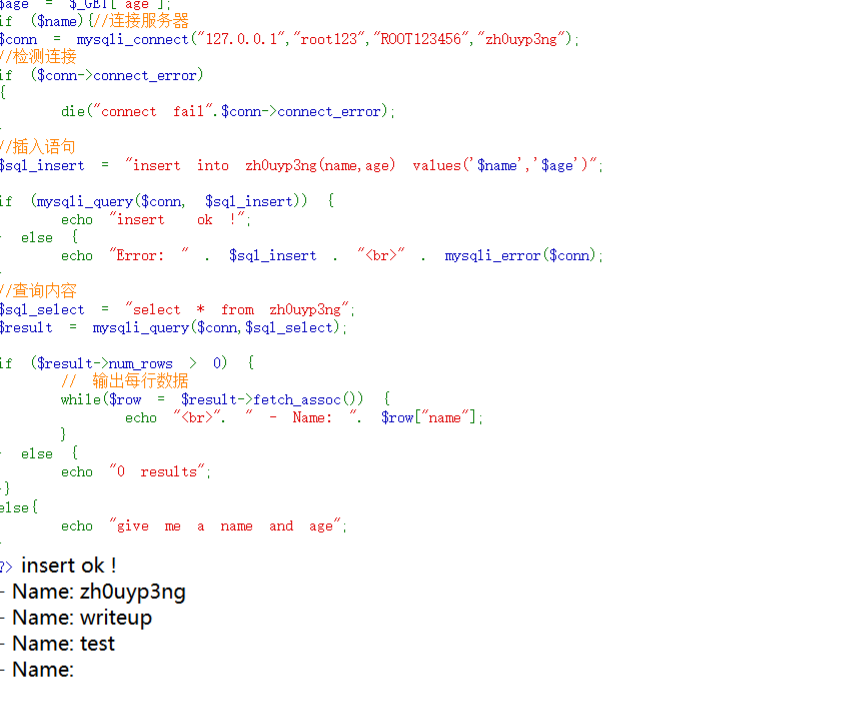 $age = $_GET['age'];
if ($name){//连接服务器
$conn = mysqli_connect("127.0.0.1","root123","ROOT123456","zh0uyp3ng");
//检测连接
if ($conn->connect_error)
{
die("connect fail".$conn->connect_error);
}
//插入语句
$sql_insert = "insert into zh0uyp3ng(name,age) values('$name','$age')";
if (mysqli_query($conn, $sql_insert)) {
echo "insert ok !";
} else {
echo "Error: " . $sql_insert . "<br>" . mysqli_error($conn);
}
//查询内容
$sql_select = "select * from zh0uyp3ng";
$result = mysqli_query($conn,$sql_select);
if ($result->num_rows > 0) {
// 输出每行数据
while($row = $result->fetch_assoc()) {
echo "<br>". " - Name: ". $row["name"];
}
} else {
echo "0 results";
}}
else{
echo "give me a name and age";
}
?> insert ok !
- Name: zh0uyp3ng
- Name: writeup
- Name: test
- Name: